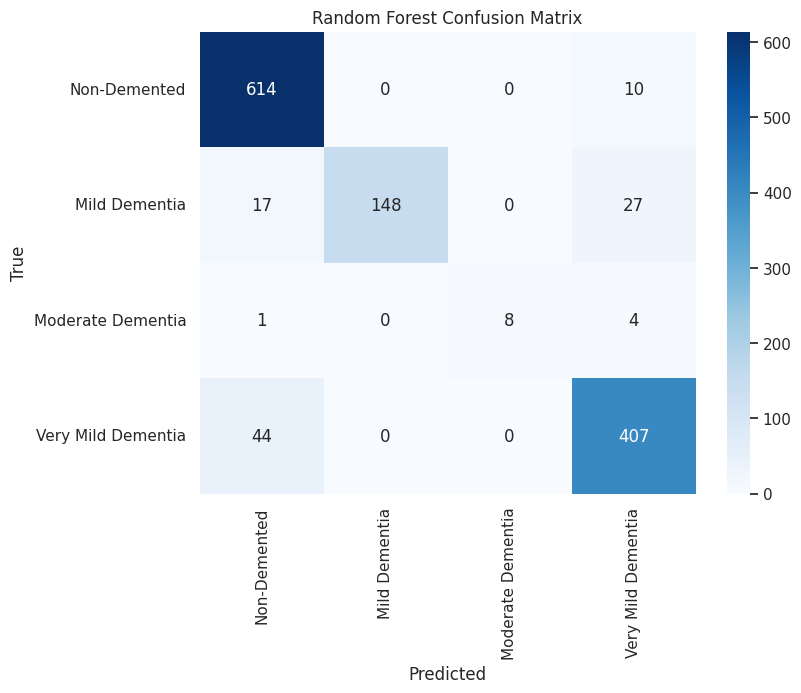 Random Forest Confusion Matrix
True
Non-Demented 614 0 0 10
Mild Dementia 17 148 0 27
Moderate Dementia 1 0 8 4
Very Mild Dementia 44 0 0 407
Non-Demented
Mild Dementia
Moderate Dementia
Very Mild Dementia
Predicted
600
500
400
300
200
100
0